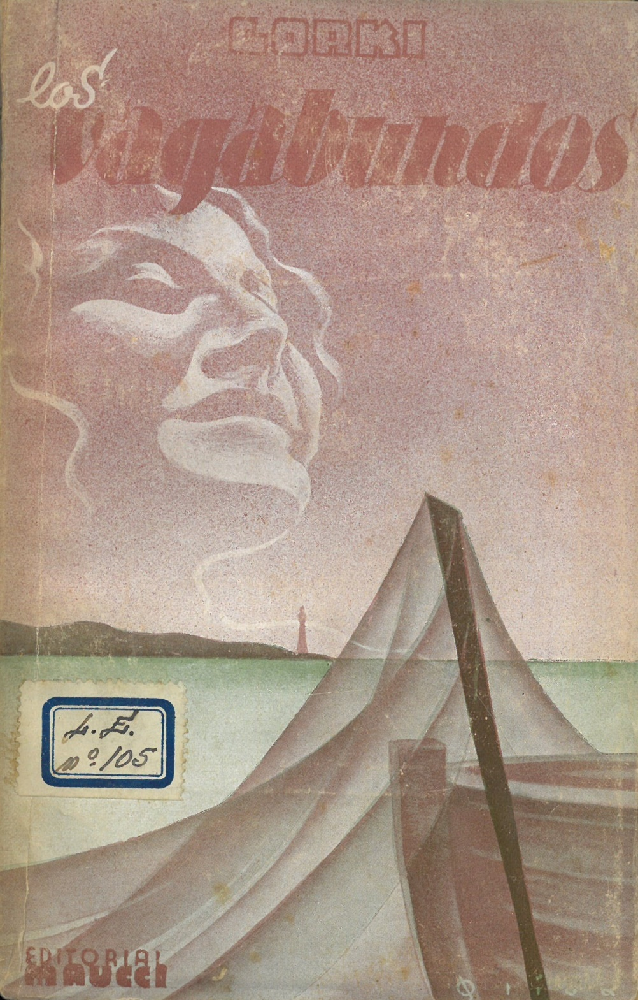 GORKI
los
vagabundos
L. E.
nº. 105
EDITORIAL
MAUCCI